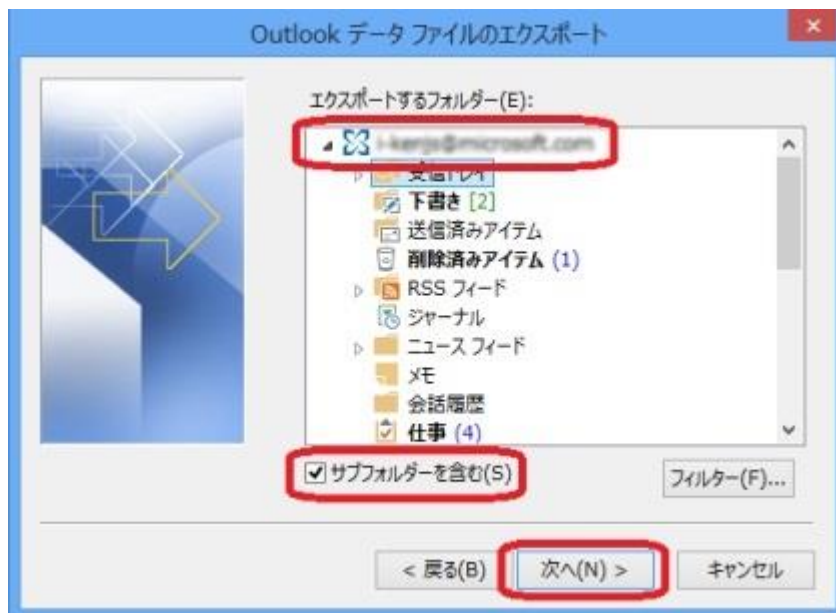 Outlook データ ファイルのエクスポート
エクスポートするフォルダー(E):
受信トレイ
下書き [2]
送信済みアイテム
削除済みアイテム (1)
RSS フィード
ジャーナル
ニュース フィード
メモ
会話履歴
仕事 (4)
サブフォルダーを含む(S)
フィルター(F)...
< 戻る(B)
次へ(N) >
キャンセル